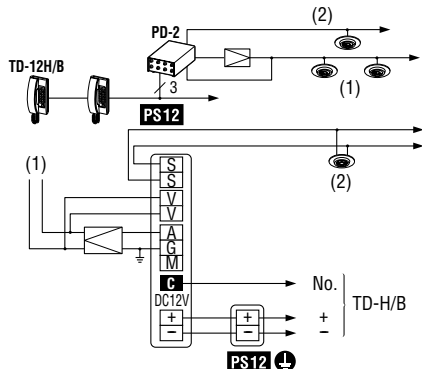 (2)
PD-2
TD-12H/B
(1)
3
PS12
(1)
S
S
(2)
V
V
A
G
M
C
No.
DC12V
TD-H/B
+ + +
− − −
PS12